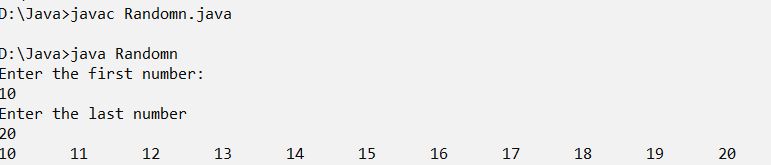 D:\Java>javac Randomn.java
D:\Java>java Randomn
Enter the first number:
10
Enter the last number
20
10 11 12 13 14 15 16 17 18 19 20